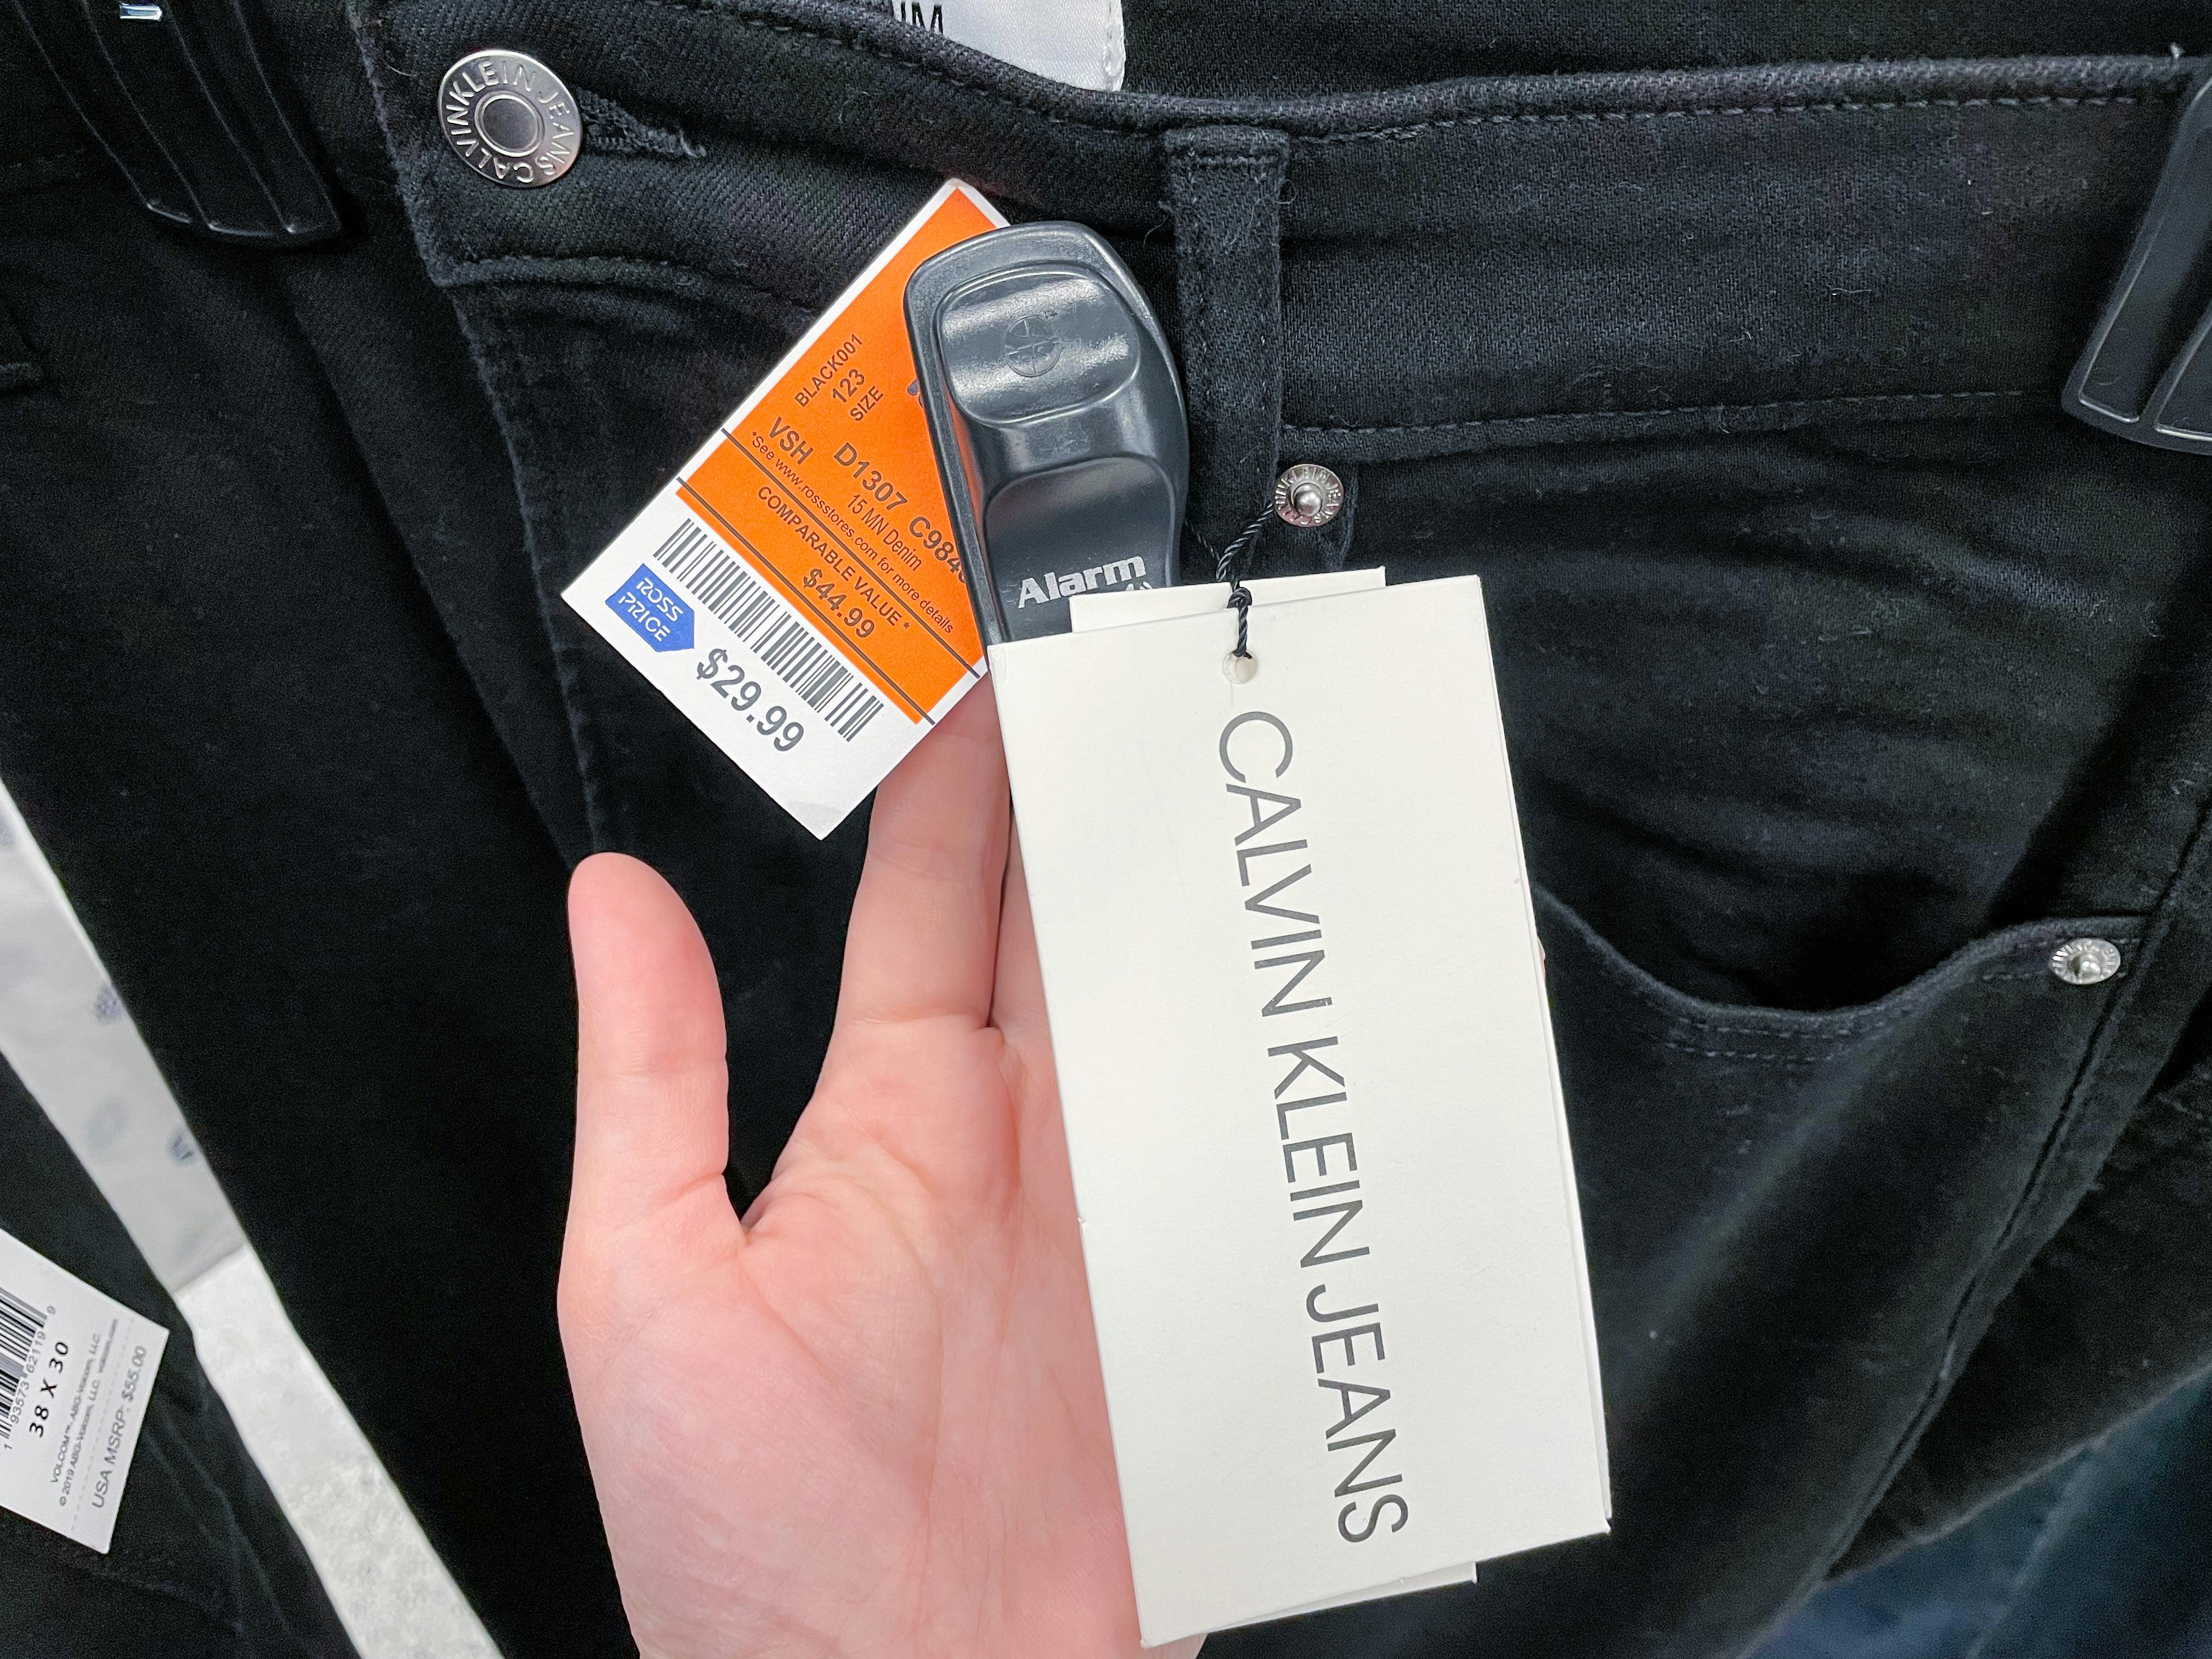 CALVIN KLEIN JEANS
BLACK001
123
SIZE
VSH D1307
15 MN Denim
*See www.rossstores.com for more details
COMPARABLE VALUE *
$44.99
ROSS
PRICE
$29.99
Alarm
CALVIN KLEIN JEANS
38 X 30
VOLCOM
USA MSRP: $55.00